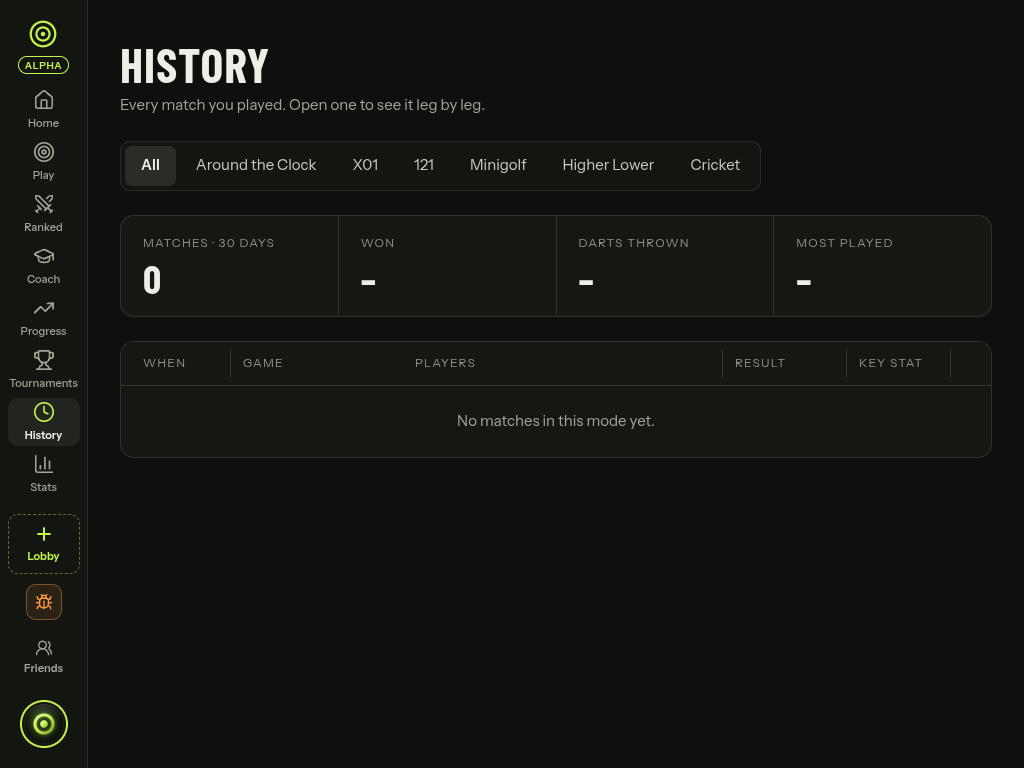 ALPHA
Home
Play
Ranked
Coach
Progress
Tournaments
History
Stats
Lobby
Friends
HISTORY
Every match you played. Open one to see it leg by leg.
All Around the Clock X01 121 Minigolf Higher Lower Cricket
MATCHES · 30 DAYS WON DARTS THROWN MOST PLAYED
0 – – –
WHEN GAME PLAYERS RESULT KEY STAT
No matches in this mode yet.